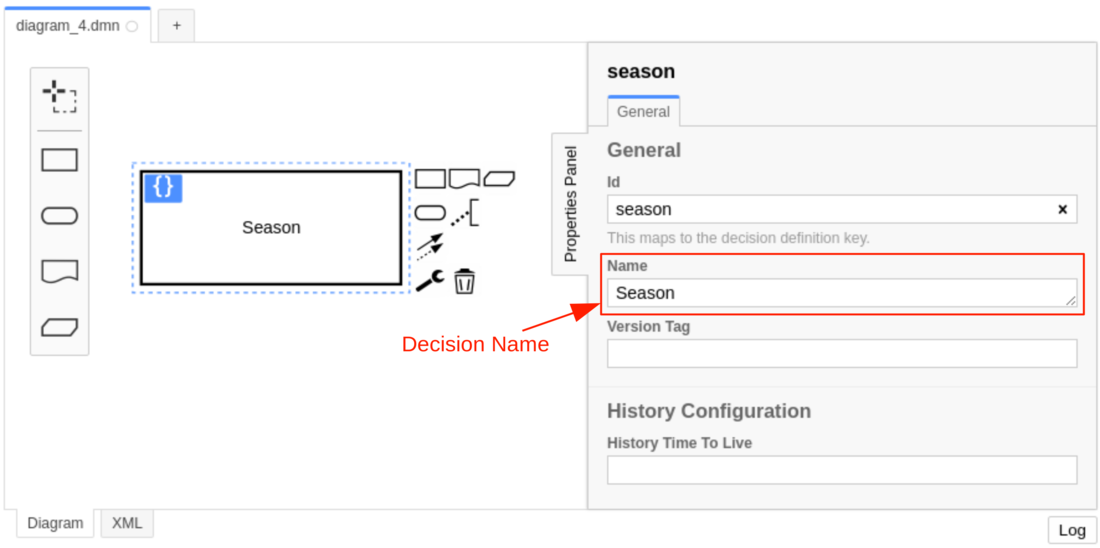 diagram_4.dmn
+
season
General
General
Id
season
This maps to the decision definition key.
Name
Season
Version Tag
History Configuration
History Time To Live
Properties Panel
{}
Season
Decision Name
Diagram
XML
Log